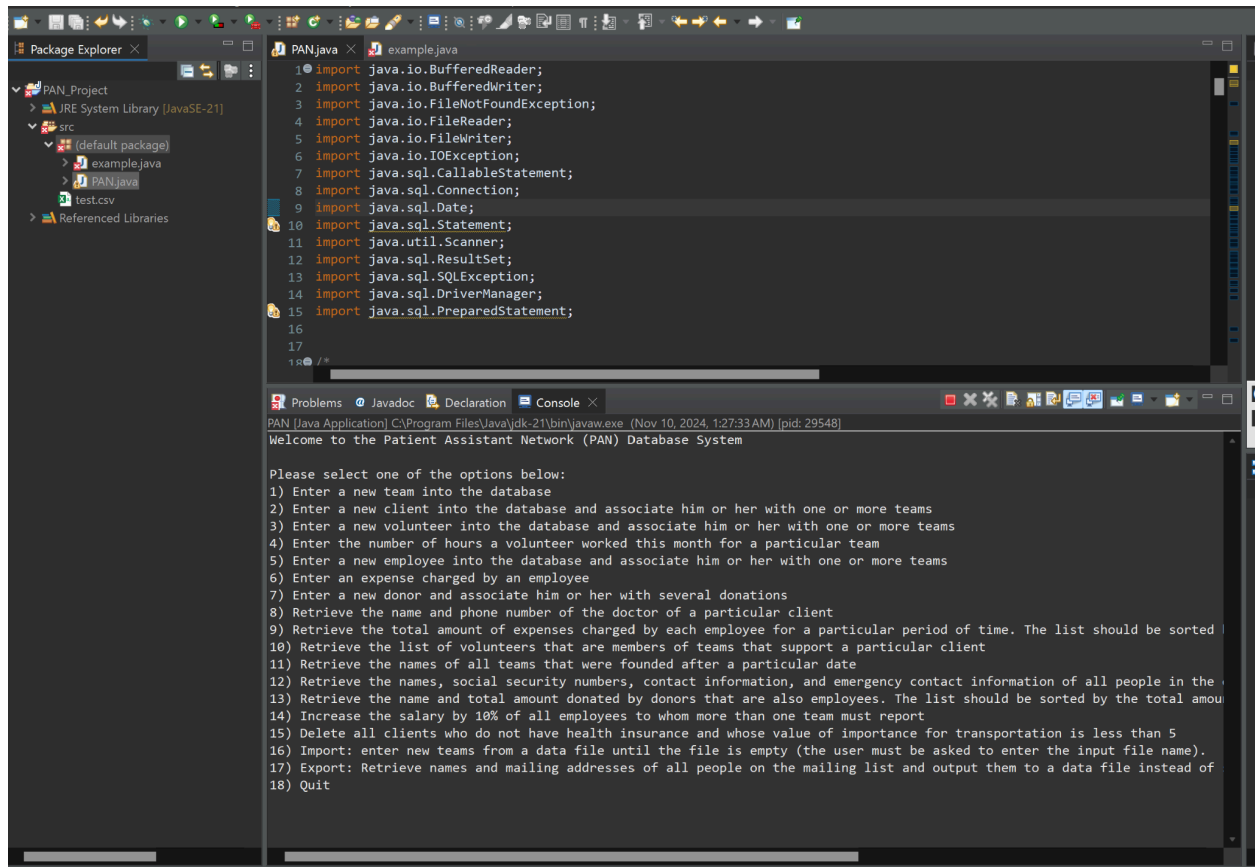 Package Explorer
PAN_Project
JRE System Library [JavaSE-21]
src
(default package)
example.java
PAN.java
test.csv
Referenced Libraries
PAN.java
example.java
1 import java.io.BufferedReader;
2 import java.io.BufferedWriter;
3 import java.io.FileNotFoundException;
4 import java.io.FileReader;
5 import java.io.FileWriter;
6 import java.io.IOException;
7 import java.sql.CallableStatement;
8 import java.sql.Connection;
9 import java.sql.Date;
10 import java.sql.Statement;
11 import java.util.Scanner;
12 import java.sql.ResultSet;
13 import java.sql.SQLException;
14 import java.sql.DriverManager;
15 import java.sql.PreparedStatement;
16
17
18 /*
Problems Javadoc Declaration Console
PAN [Java Application] C:\Program Files\Java\jdk-21\bin\javaw.exe (Nov 10, 2024, 1:27:33 AM) [pid: 29548]
Welcome to the Patient Assistant Network (PAN) Database System
Please select one of the options below:
1) Enter a new team into the database
2) Enter a new client into the database and associate him or her with one or more teams
3) Enter a new volunteer into the database and associate him or her with one or more teams
4) Enter the number of hours a volunteer worked this month for a particular team
5) Enter a new employee into the database and associate him or her with one or more teams
6) Enter an expense charged by an employee
7) Enter a new donor and associate him or her with several donations
8) Retrieve the name and phone number of the doctor of a particular client
9) Retrieve the total amount of expenses charged by each employee for a particular period of time. The list should be sorted
10) Retrieve the list of volunteers that are members of teams that support a particular client
11) Retrieve the names of all teams that were founded after a particular date
12) Retrieve the names, social security numbers, contact information, and emergency contact information of all people in the
13) Retrieve the name and total amount donated by donors that are also employees. The list should be sorted by the total amou
14) Increase the salary by 10% of all employees to whom more than one team must report
15) Delete all clients who do not have health insurance and whose value of importance for transportation is less than 5
16) Import: enter new teams from a data file until the file is empty (the user must be asked to enter the input file name).
17) Export: Retrieve names and mailing addresses of all people on the mailing list and output them to a data file instead of
18) Quit